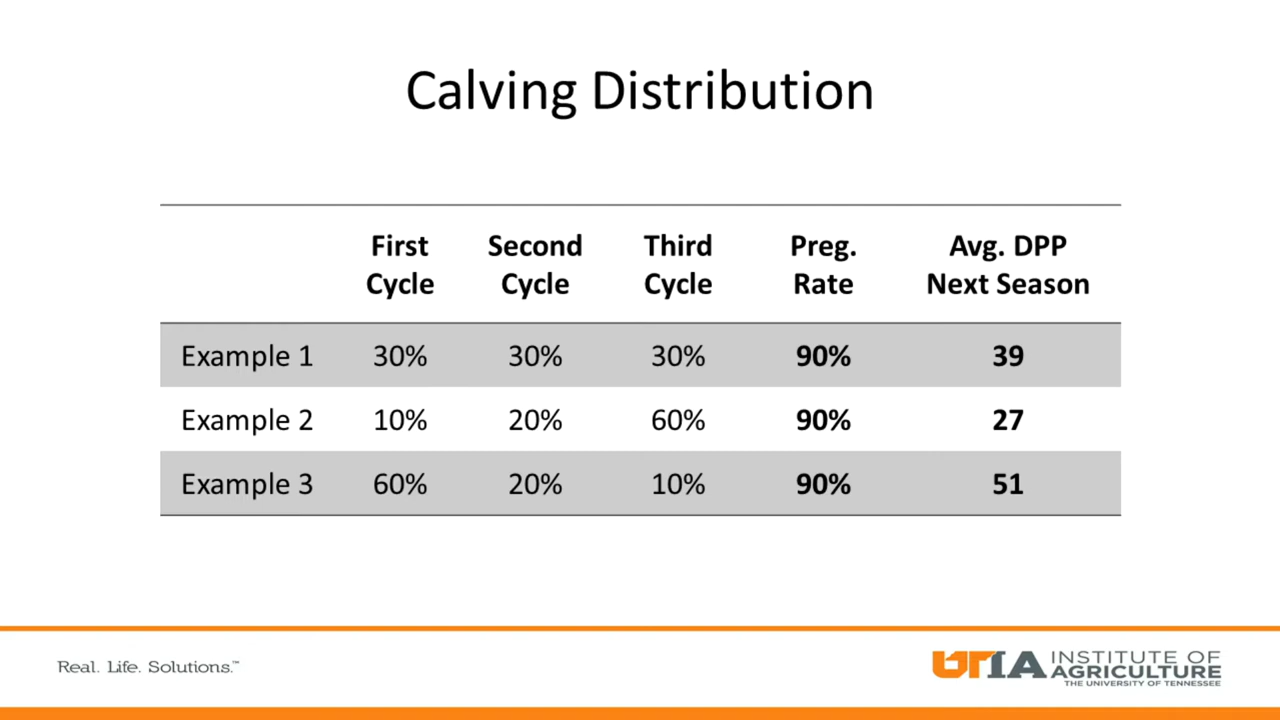 Calving Distribution
First Cycle Second Cycle Third Cycle Preg. Rate Avg. DPP Next Season
Example 1 30% 30% 30% 90% 39
Example 2 10% 20% 60% 90% 27
Example 3 60% 20% 10% 90% 51
Real. Life. Solutions.™
UTIA INSTITUTE OF
AGRICULTURE
THE UNIVERSITY OF TENNESSEE